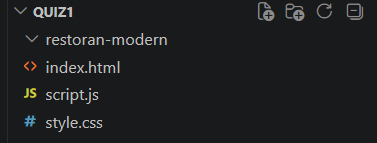 QUIZ1
restoran-modern
<> index.html
JS script.js
# style.css